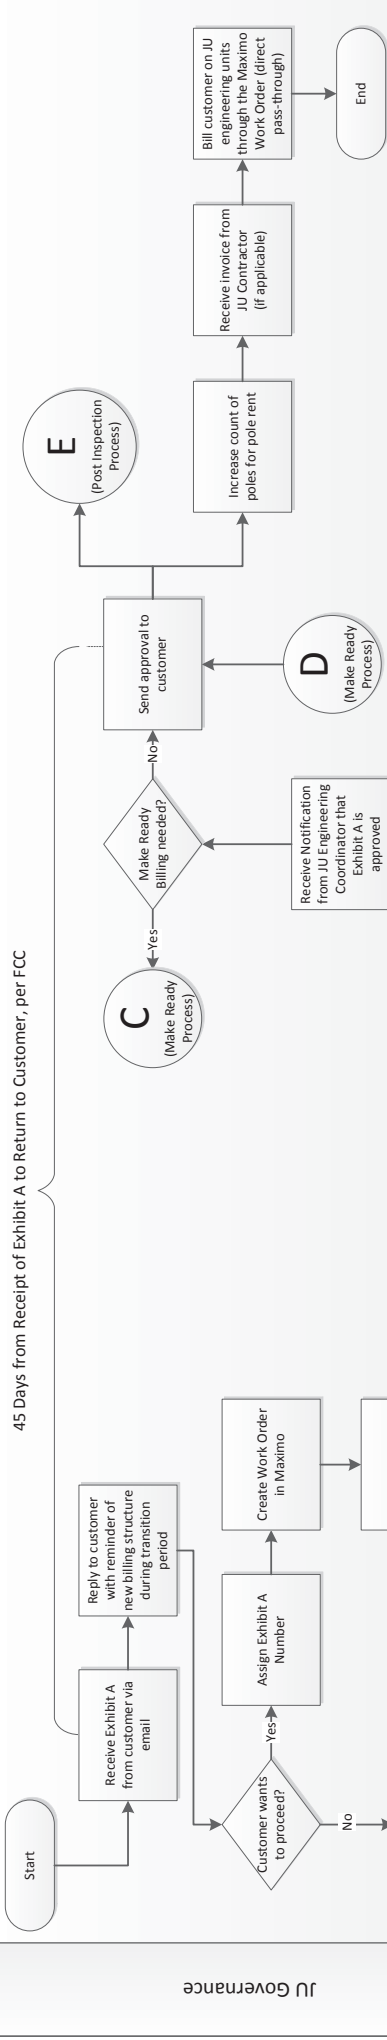 JU Governance
45 Days from Receipt of Exhibit A to Return to Customer, per FCC
Start
Receive Exhibit A
from customer via
email
Reply to customer
with reminder of
new billing structure
during transition
period
Customer wants
to proceed?
Yes
No
Assign Exhibit A
Number
Create Work Order
in Maximo
C
(Make Ready
Process)
Yes
Make Ready
Billing needed?
No
Receive Notification
from JU Engineering
Coordinator that
Exhibit A is
approved
Send approval to
customer
D
(Make Ready
Process)
E
(Post Inspection
Process)
Increase count of
poles for pole rent
Receive invoice from
JU Contractor
(if applicable)
Bill customer on JU
engineering units
through the Maximo
Work Order (direct
pass-through)
End